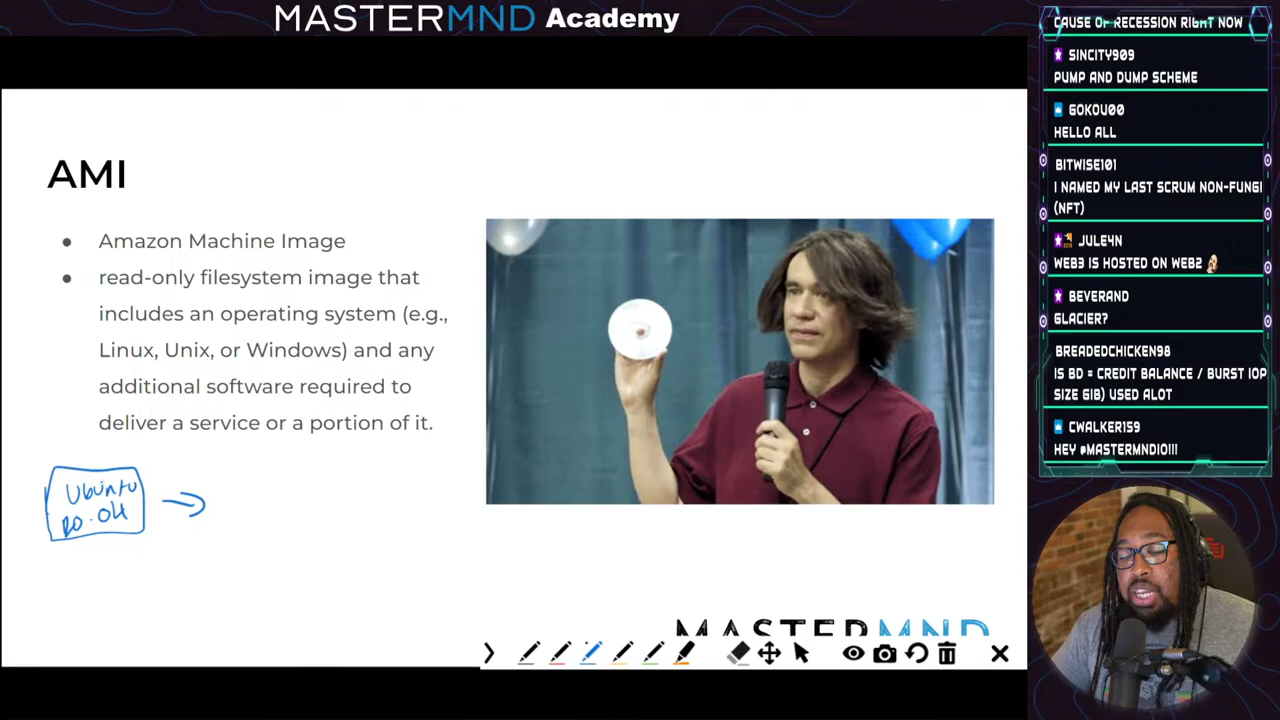 MASTERMND Academy
AMI
● Amazon Machine Image
● read-only filesystem image that
includes an operating system (e.g.,
Linux, Unix, or Windows) and any
additional software required to
deliver a service or a portion of it.
Ubuntu
20.04
MASTERMND
CAUSE OF RECESSION RIGHT NOW
SINCITY909
PUMP AND DUMP SCHEME
GOKOU00
HELLO ALL
BITWISE101
I NAMED MY LAST SCRUM NON-FUNGI
(NFT)
JULE4N
WEB3 IS HOSTED ON WEB2
BEVERAND
GLACIER?
BREADEDCHICKEN98
IS BD = CREDIT BALANCE / BURST IOP
SIZE GIB) USED ALOT
CWALKER159
HEY @MASTERMNDIO!!!